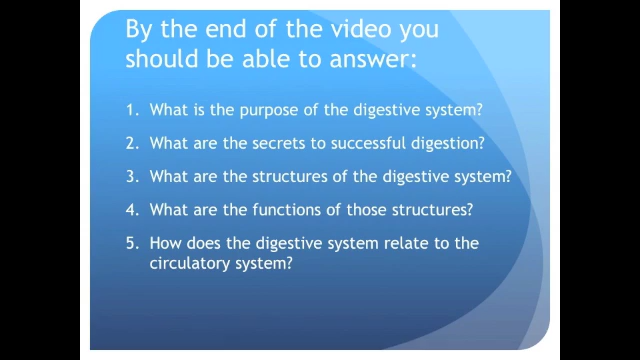 By the end of the video you
should be able to answer:
1. What is the purpose of the digestive system?
2. What are the secrets to successful digestion?
3. What are the structures of the digestive system?
4. What are the functions of those structures?
5. How does the digestive system relate to the
circulatory system?